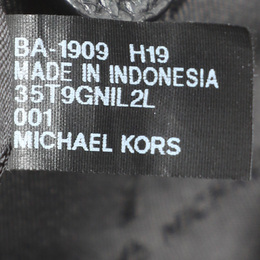 BA-1909 H19
MADE IN INDONESIA
35T9GNIL2L
001
MICHAEL KORS